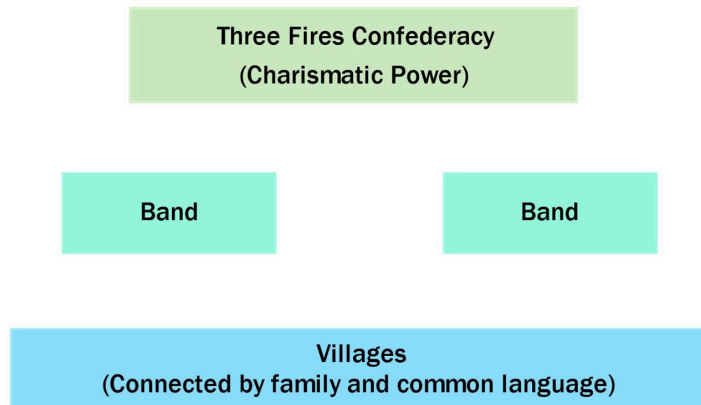 Three Fires Confederacy
(Charismatic Power)
Band
Band
Villages
(Connected by family and common language)